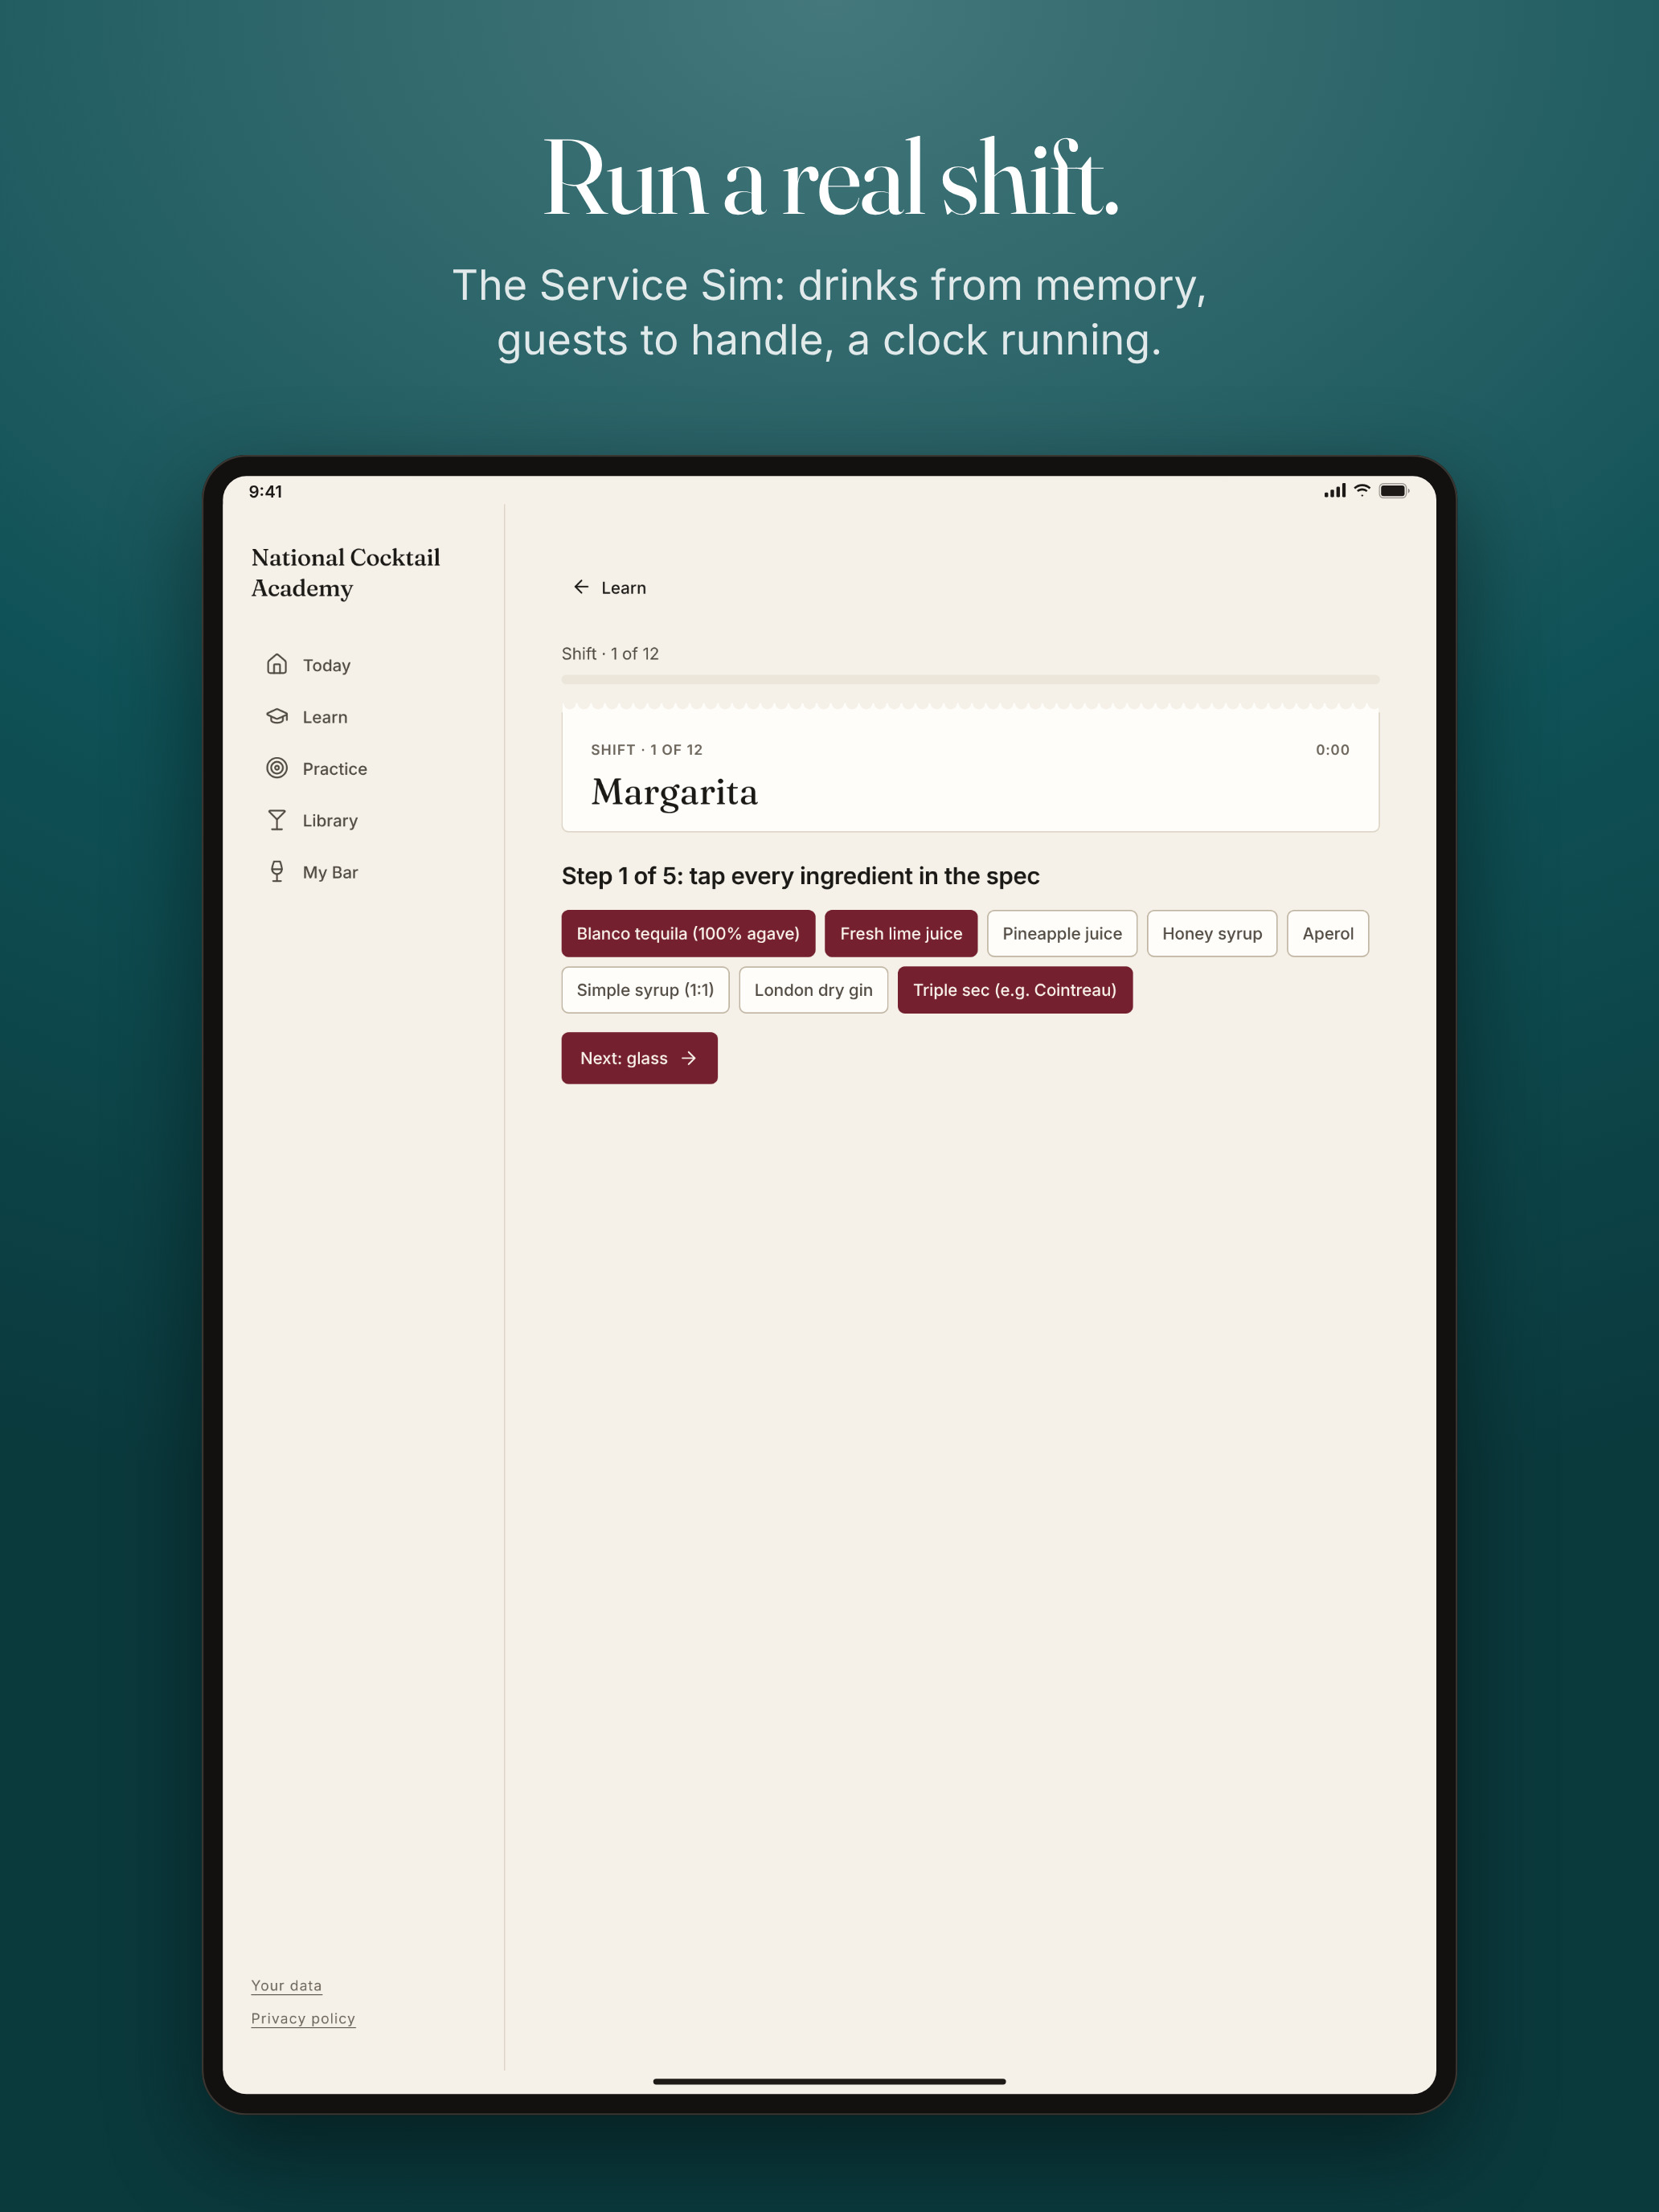 Run a real shift.
The Service Sim: drinks from memory,
guests to handle, a clock running.
9:41
National Cocktail
Academy
Today
Learn
Practice
Library
My Bar
Your data
Privacy policy
Learn
Shift · 1 of 12
SHIFT · 1 OF 12 0:00
Margarita
Step 1 of 5: tap every ingredient in the spec
Blanco tequila (100% agave) Fresh lime juice Pineapple juice Honey syrup Aperol
Simple syrup (1:1) London dry gin Triple sec (e.g. Cointreau)
Next: glass